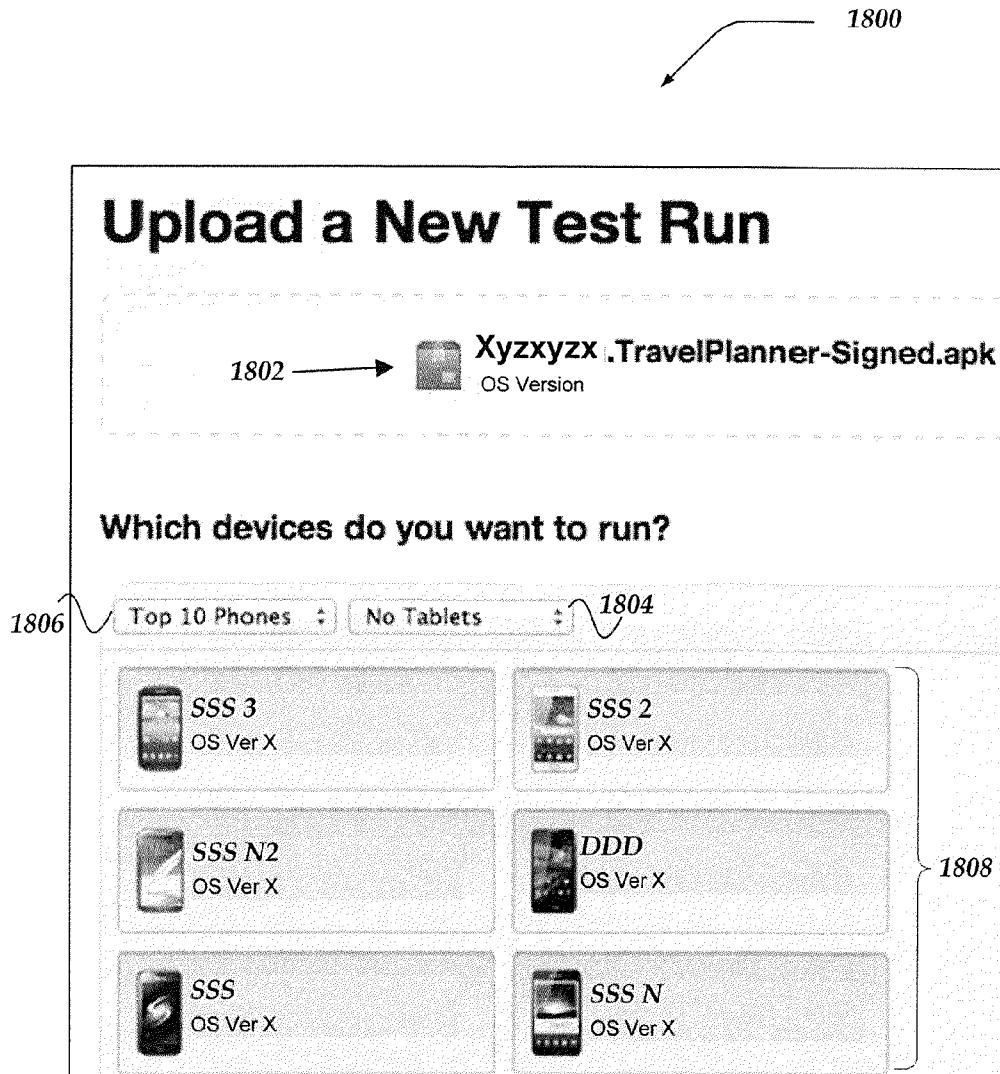 1800
Upload a New Test Run
1802
Xyzxyzx .TravelPlanner-Signed.apk
OS Version
Which devices do you want to run?
1806
Top 10 Phones
No Tablets
1804
SSS 3
OS Ver X
SSS 2
OS Ver X
SSS N2
OS Ver X
DDD
OS Ver X
1808
SSS
OS Ver X
SSS N
OS Ver X